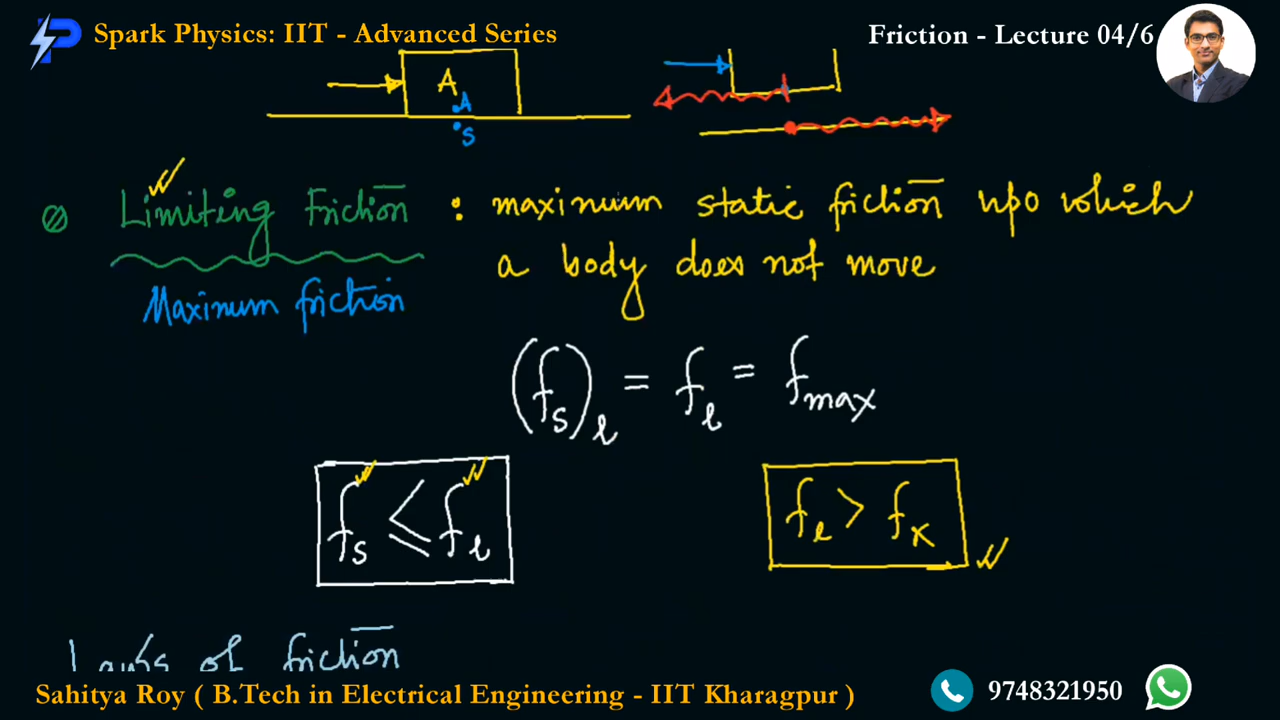 Spark Physics: IIT - Advanced Series
Friction - Lecture 04/6
A
A
S
Limiting Friction : maximum static friction upo which
a body does not move
Maximum friction
(fs)l = fl = fmax
fs ≤ fl
fl > fk
Laws of friction
Sahitya Roy ( B.Tech in Electrical Engineering - IIT Kharagpur )
9748321950